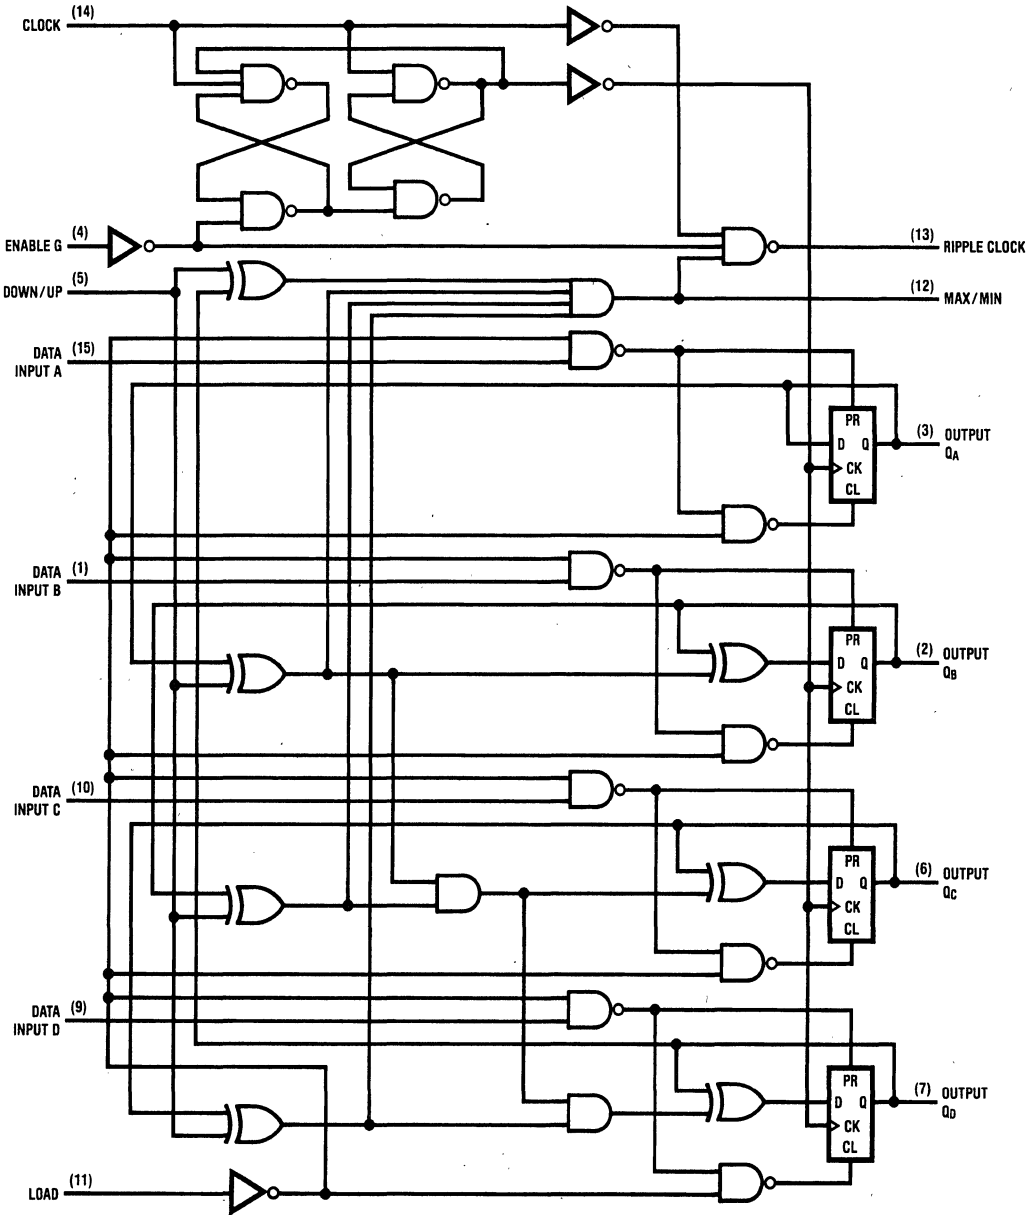 CLOCK (14)
ENABLE G (4)
(13) RIPPLE CLOCK
DOWN/UP (5)
(12) MAX/MIN
DATA INPUT A (15)
PR
D Q
CK
CL
(3) OUTPUT QA
DATA INPUT B (1)
PR
D Q
CK
CL
(2) OUTPUT QB
DATA INPUT C (10)
PR
D Q
CK
CL
(6) OUTPUT QC
DATA INPUT D (9)
PR
D Q
CK
CL
(7) OUTPUT QD
LOAD (11)